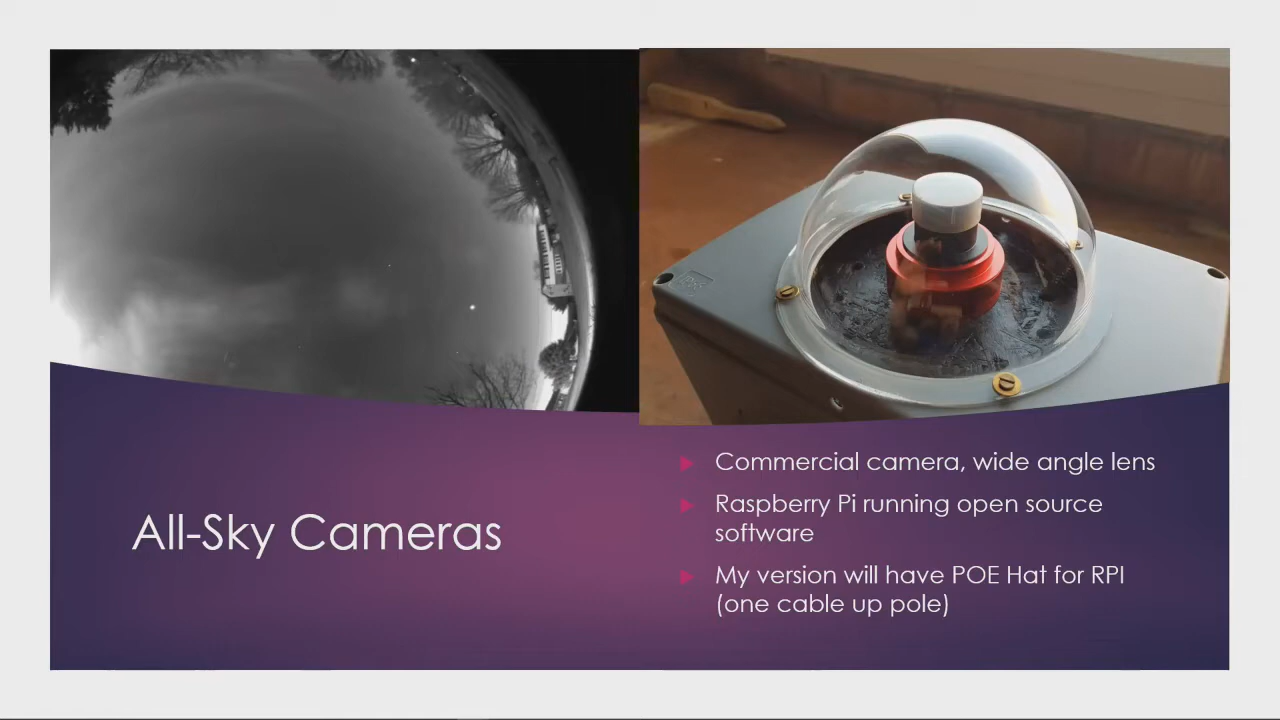 All-Sky Cameras
Commercial camera, wide angle lens
Raspberry Pi running open source
software
My version will have POE Hat for RPI
(one cable up pole)